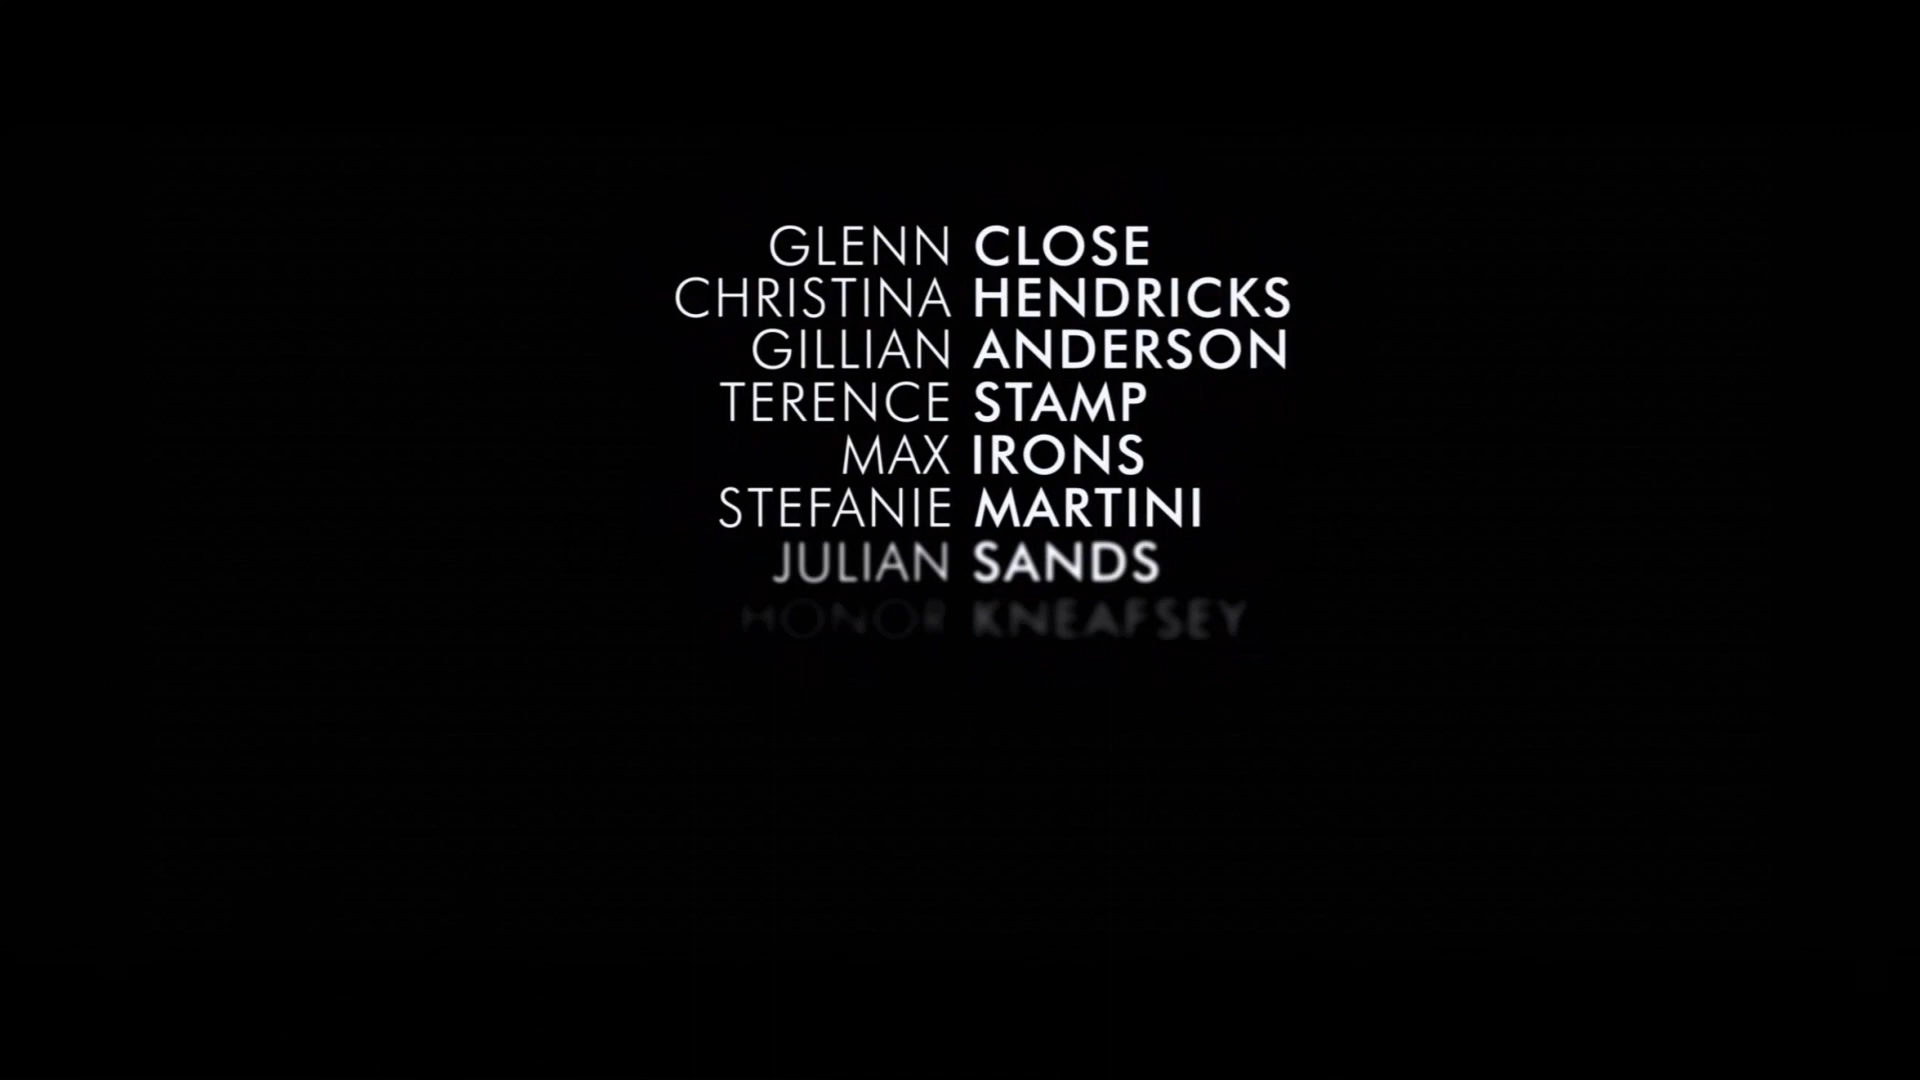 GLENN CLOSE
CHRISTINA HENDRICKS
GILLIAN ANDERSON
TERENCE STAMP
MAX IRONS
STEFANIE MARTINI
JULIAN SANDS
HONOR KNEAFSEY